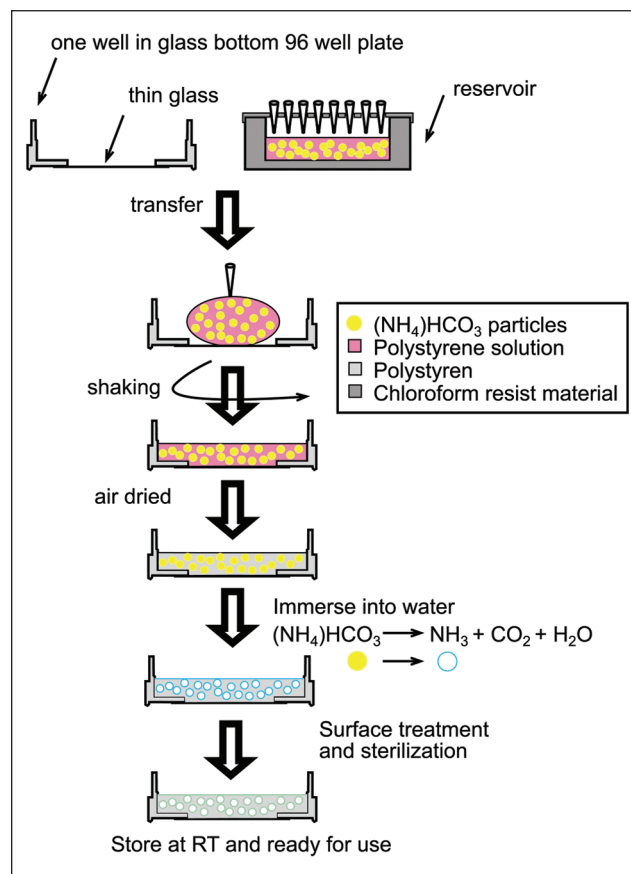 one well in glass bottom 96 well plate
thin glass
reservoir
transfer
(NH₄)HCO₃ particles
Polystyrene solution
Polystyren
Chloroform resist material
shaking
air dried
Immerse into water
(NH₄)HCO₃ → NH₃ + CO₂ + H₂O
Surface treatment
and sterilization
Store at RT and ready for use